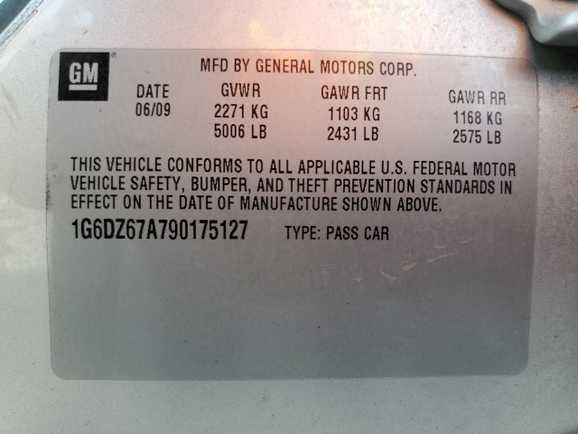 GM
MFD BY GENERAL MOTORS CORP.
DATE GVWR GAWR FRT GAWR RR
06/09 2271 KG 1103 KG 1168 KG
5006 LB 2431 LB 2575 LB
THIS VEHICLE CONFORMS TO ALL APPLICABLE U.S. FEDERAL MOTOR
VEHICLE SAFETY, BUMPER, AND THEFT PREVENTION STANDARDS IN
EFFECT ON THE DATE OF MANUFACTURE SHOWN ABOVE.
1G6DZ67A790175127 TYPE: PASS CAR